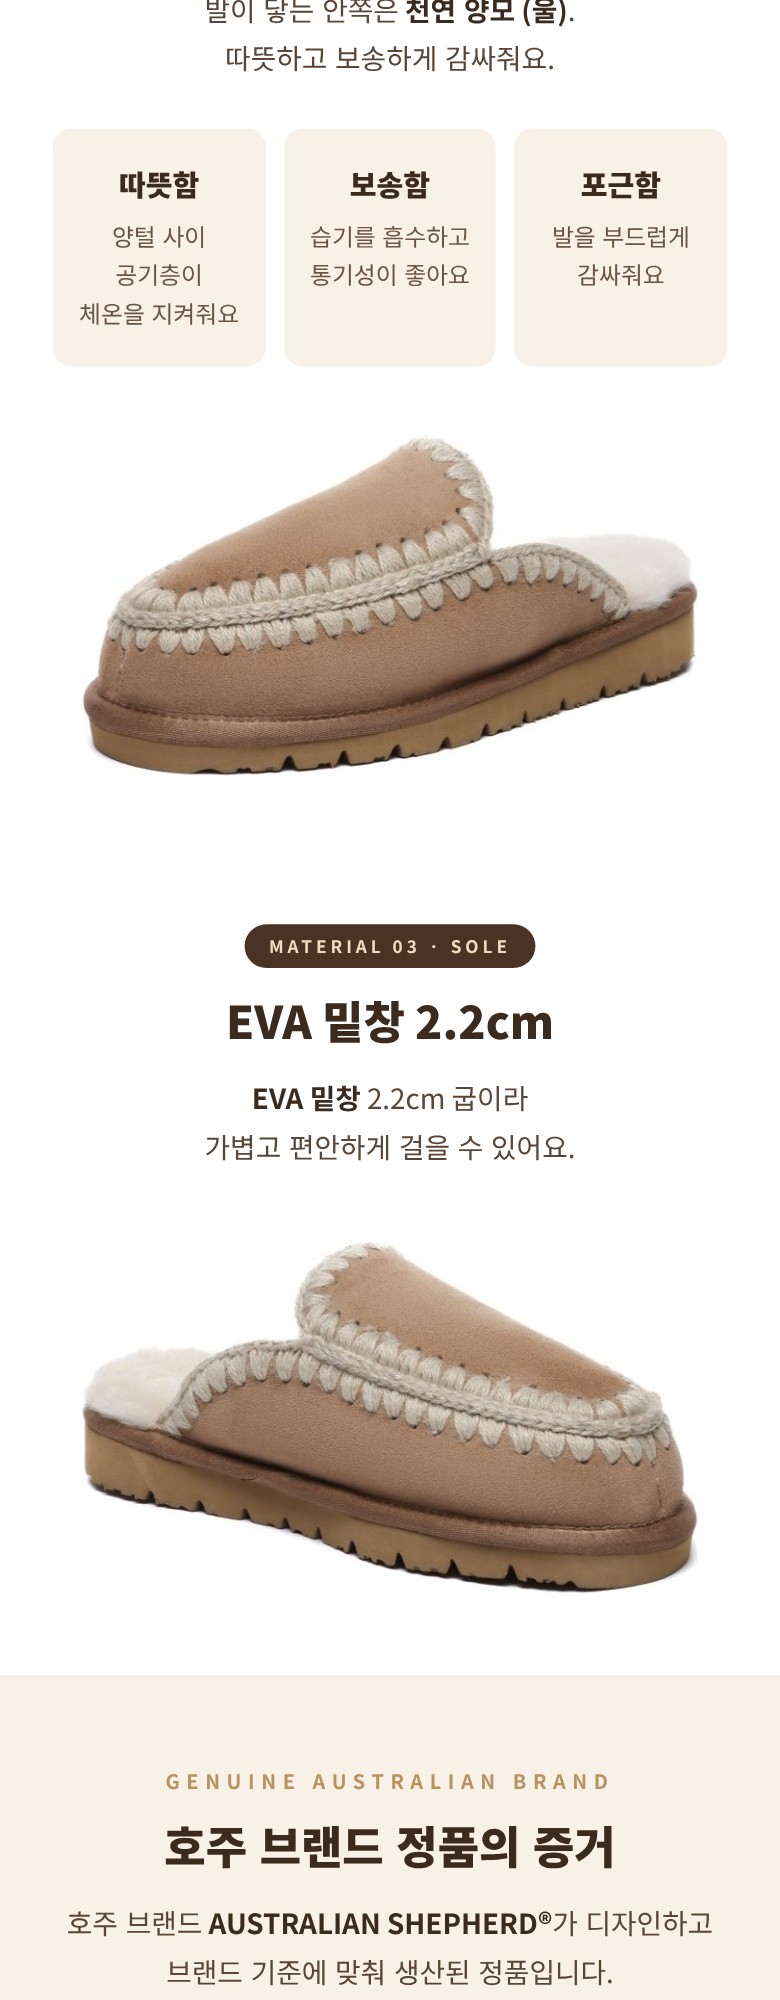 발이 닿는 안쪽은 천연 양모 (울).
따뜻하고 보송하게 감싸줘요.
따뜻함
양털 사이
공기층이
체온을 지켜줘요
보송함
습기를 흡수하고
통기성이 좋아요
포근함
발을 부드럽게
감싸줘요
MATERIAL 03 · SOLE
EVA 밑창 2.2cm
EVA 밑창 2.2cm 굽이라
가볍고 편안하게 걸을 수 있어요.
GENUINE AUSTRALIAN BRAND
호주 브랜드 정품의 증거
호주 브랜드 AUSTRALIAN SHEPHERD®가 디자인하고
브랜드 기준에 맞춰 생산된 정품입니다.